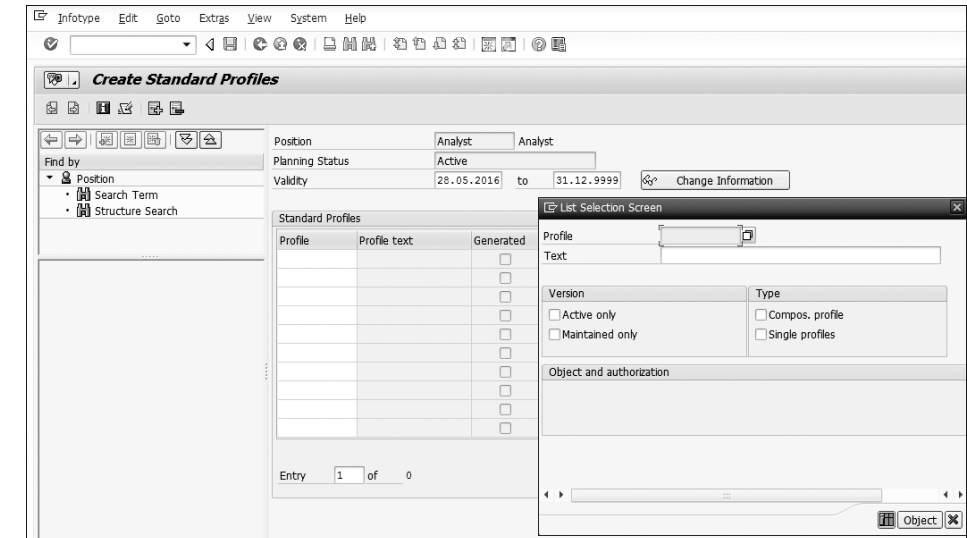 Infotype Edit Goto Extras View System Help
Create Standard Profiles
Find by
Position
Search Term
Structure Search
Position Analyst Analyst
Planning Status Active
Validity 28.05.2016 to 31.12.9999 Change Information
Standard Profiles
Profile Profile text Generated
Entry 1 of 0
List Selection Screen
Profile
Text
Version Type
Active only Compos. profile
Maintained only Single profiles
Object and authorization
Object